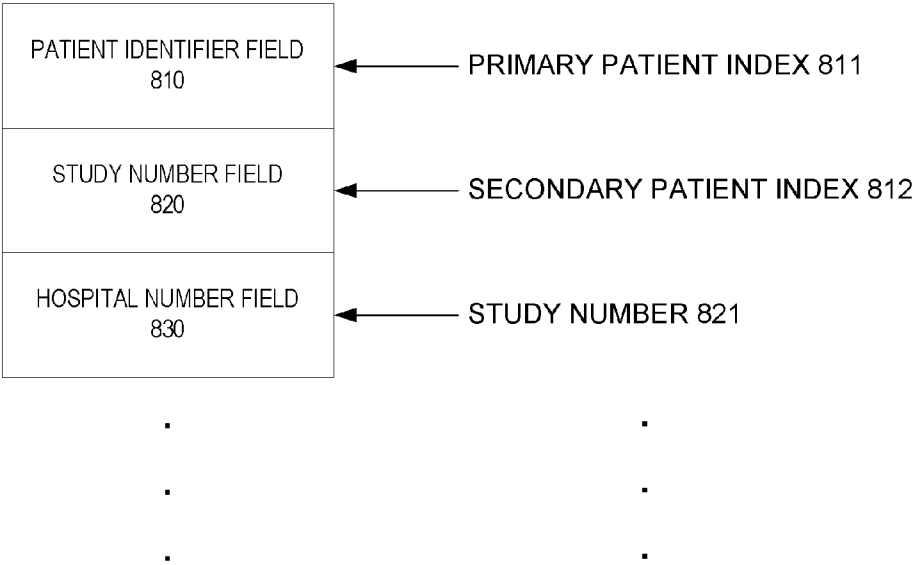 PATIENT IDENTIFIER FIELD
810
PRIMARY PATIENT INDEX 811
STUDY NUMBER FIELD
820
SECONDARY PATIENT INDEX 812
HOSPITAL NUMBER FIELD
830
STUDY NUMBER 821